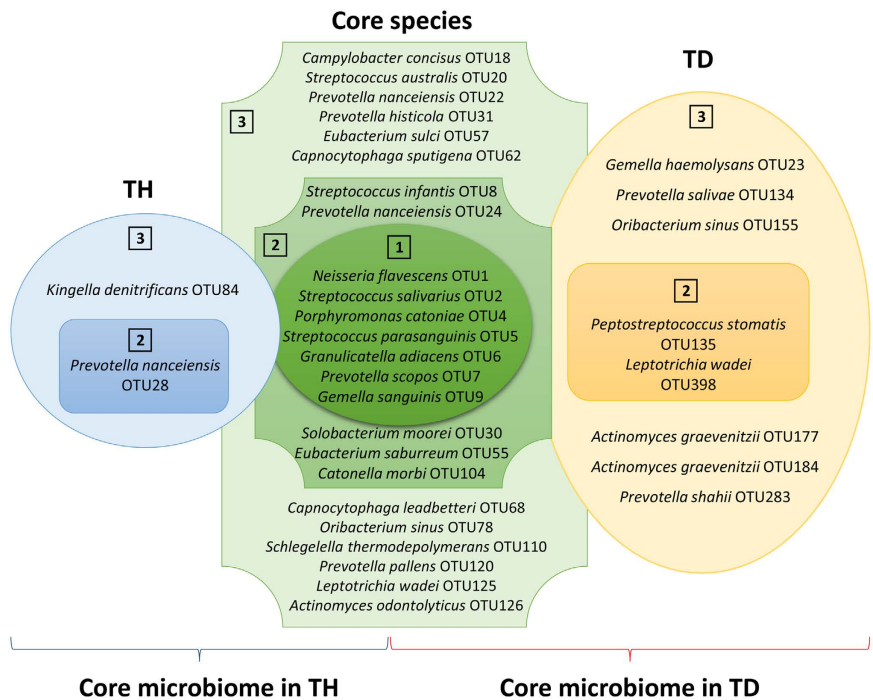 Core species
Campylobacter concisus OTU18
Streptococcus australis OTU20
Prevotella nanceiensis OTU22
3
Prevotella histicola OTU31
Eubacterium sulci OTU57
Capnocytophaga sputigena OTU62
Streptococcus infantis OTU8
Prevotella nanceiensis OTU24
2
1
Neisseria flavescens OTU1
Streptococcus salivarius OTU2
Porphyromonas catoniae OTU4
Streptococcus parasanguinis OTU5
Granulicatella adiacens OTU6
Prevotella scopos OTU7
Gemella sanguinis OTU9
Solobacterium moorei OTU30
Eubacterium saburreum OTU55
Catonella morbi OTU104
Capnocytophaga leadbetteri OTU68
Oribacterium sinus OTU78
Schlegelella thermodepolymerans OTU110
Prevotella pallens OTU120
Leptotrichia wadei OTU125
Actinomyces odontolyticus OTU126
TH
3
Kingella denitrificans OTU84
2
Prevotella nanceiensis
OTU28
TD
3
Gemella haemolysans OTU23
Prevotella salivae OTU134
Oribacterium sinus OTU155
2
Peptostreptococcus stomatis
OTU135
Leptotrichia wadei
OTU398
Actinomyces graevenitzii OTU177
Actinomyces graevenitzii OTU184
Prevotella shahii OTU283
Core microbiome in TH
Core microbiome in TD